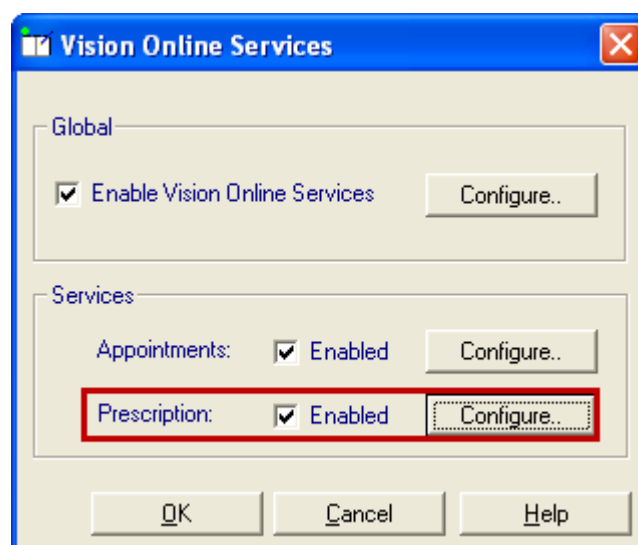 Vision Online Services
Global
Enable Vision Online Services Configure..
Services
Appointments: Enabled Configure..
Prescription: Enabled Configure..
OK Cancel Help